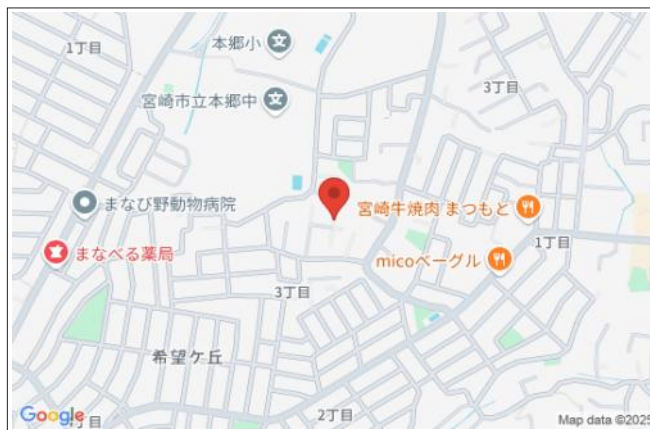 1丁目
本郷小
3丁目
宮崎市立本郷中
まなび野動物病院
宮崎牛焼肉 まつもと
まなべる薬局
1丁目
micoベーグル
3丁目
希望ケ丘
2丁目
Google
丁目
Map data ©2025